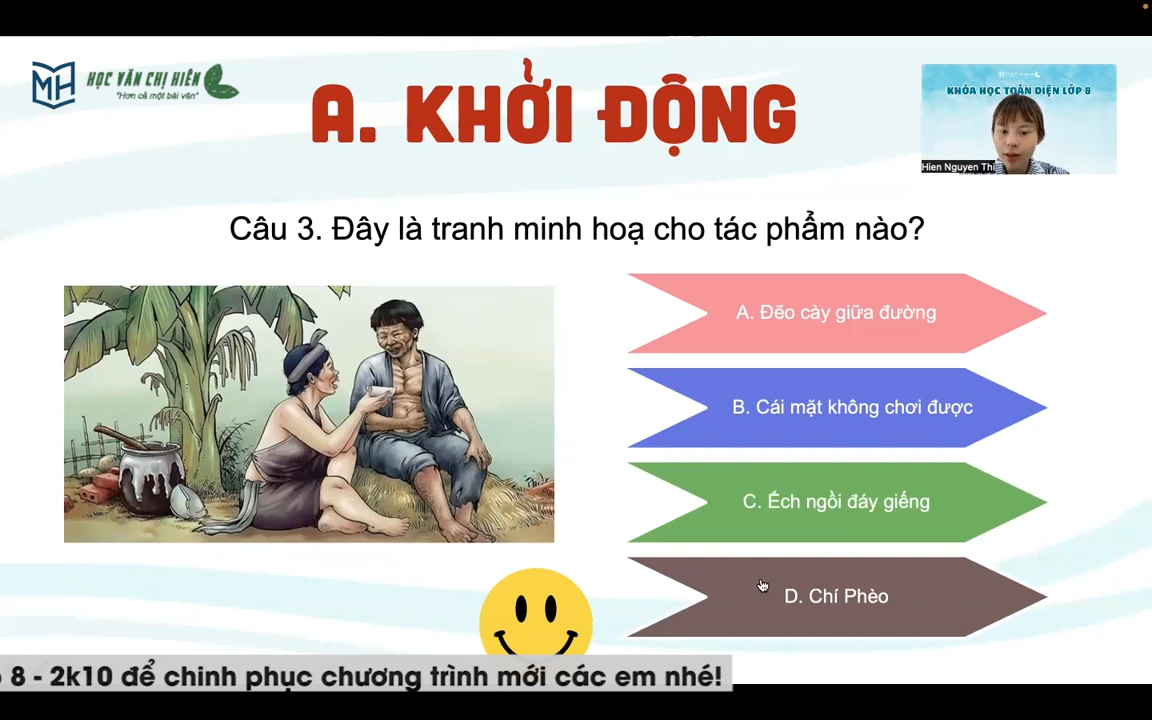 MH
HỌC VĂN CHỊ HIÊN
"Hơn cả một bài văn"
A. KHỞI ĐỘNG
KHÓA HỌC TOÀN DIỆN LỚP 8
Hien Nguyen Thi
Câu 3. Đây là tranh minh hoạ cho tác phẩm nào?
A. Đẽo cày giữa đường
B. Cái mặt không chơi được
C. Ếch ngồi đáy giếng
D. Chí Phèo
8 - 2k10 để chinh phục chương trình mới các em nhé!